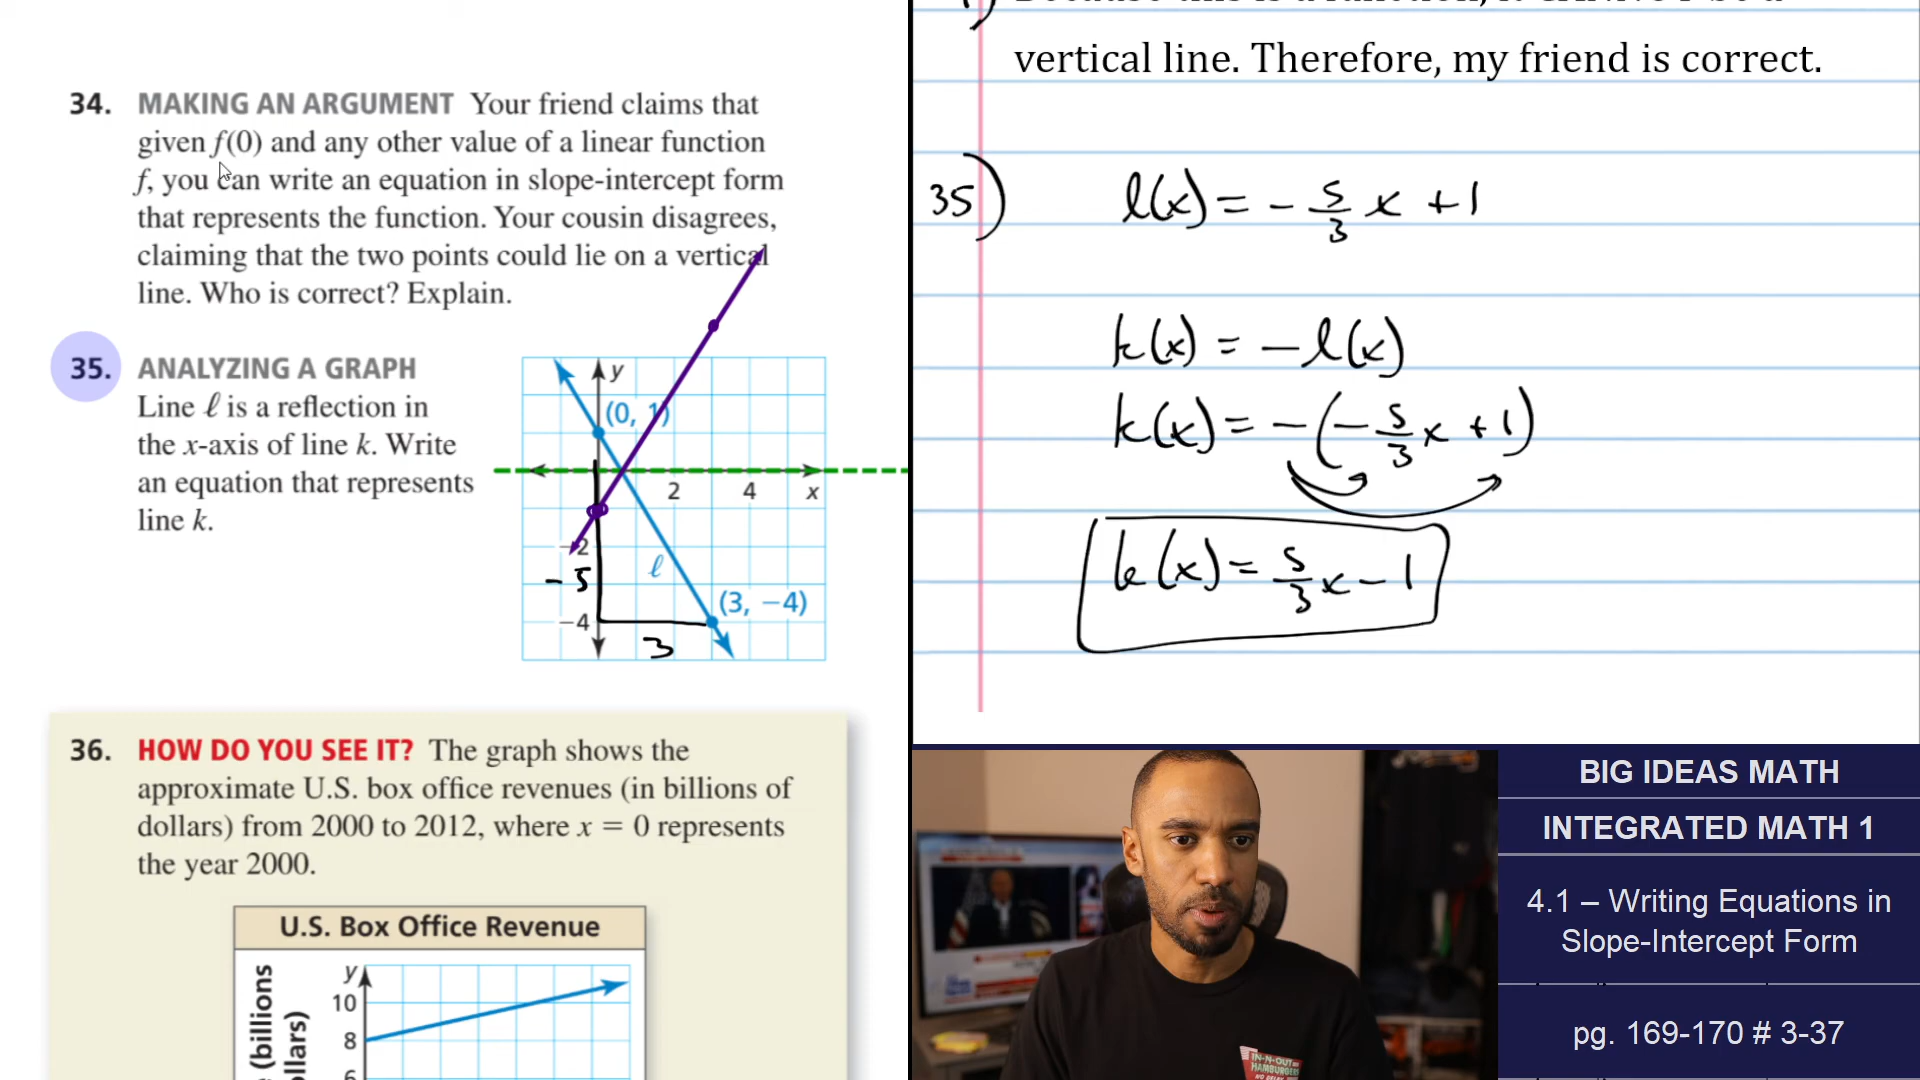 34. MAKING AN ARGUMENT Your friend claims that
given f(0) and any other value of a linear function
f, you can write an equation in slope-intercept form
that represents the function. Your cousin disagrees,
claiming that the two points could lie on a vertical
line. Who is correct? Explain.
35. ANALYZING A GRAPH
Line ℓ is a reflection in
the x-axis of line k. Write
an equation that represents
line k.
y
(0, 1)
2 4 x
−2
- 5
ℓ
(3, −4)
−4
3
36. HOW DO YOU SEE IT? The graph shows the
approximate U.S. box office revenues (in billions of
dollars) from 2000 to 2012, where x = 0 represents
the year 2000.
U.S. Box Office Revenue
y
10
8
(billions
vertical line. Therefore, my friend is correct.
35) ℓ(x) = - 5/3 x + 1
k(x) = -ℓ(x)
k(x) = -(-5/3 x + 1)
k(x) = 5/3 x - 1
IN-N-OUT
HAMBURGERS
NO DELAY
BIG IDEAS MATH
INTEGRATED MATH 1
4.1 – Writing Equations in
Slope-Intercept Form
pg. 169-170 # 3-37